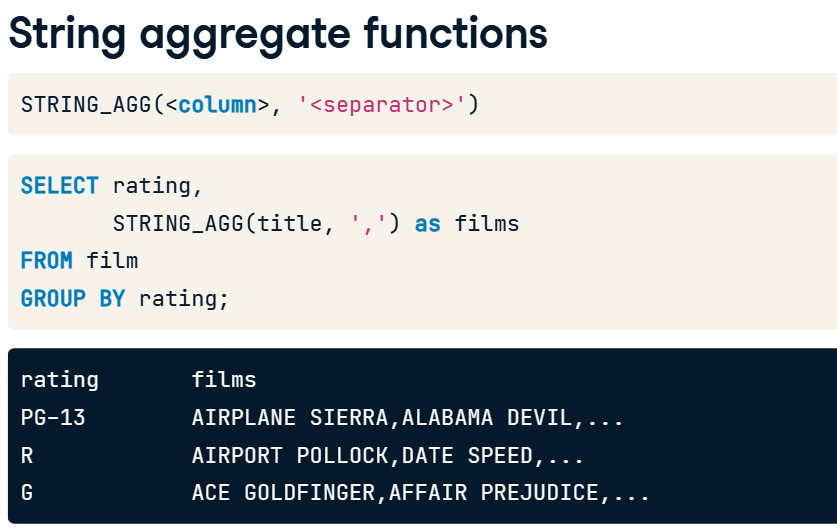 String aggregate functions
STRING_AGG(<column>, '<separator>')
SELECT rating,
STRING_AGG(title, ',') as films
FROM film
GROUP BY rating;
rating films
PG-13 AIRPLANE SIERRA,ALABAMA DEVIL,...
R AIRPORT POLLOCK,DATE SPEED,...
G ACE GOLDFINGER,AFFAIR PREJUDICE,...